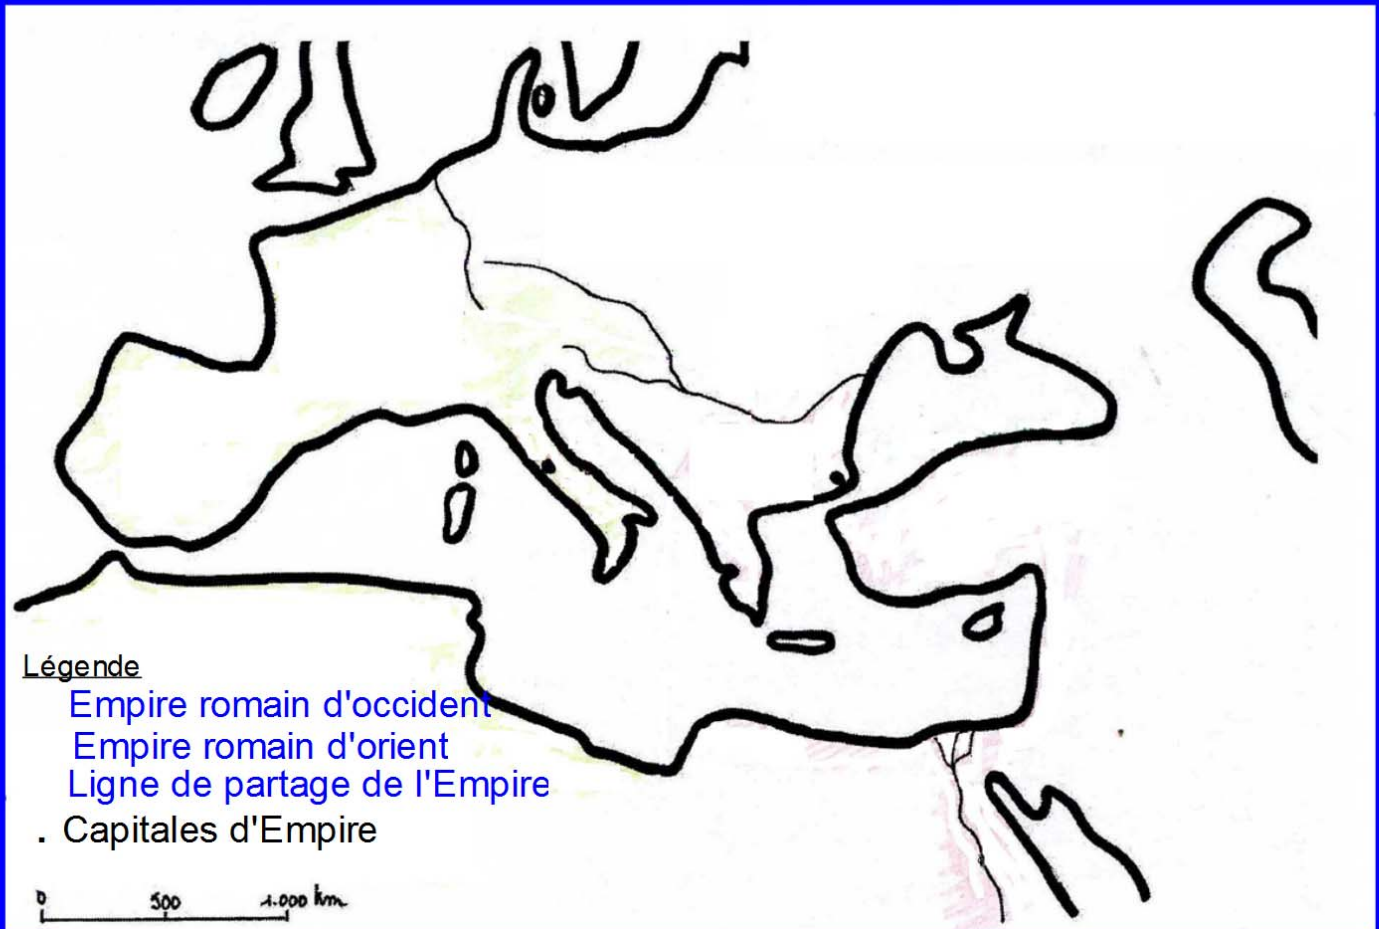 Légende
Empire romain d'occident
Empire romain d'orient
Ligne de partage de l'Empire
. Capitales d'Empire
0 500 1.000 km